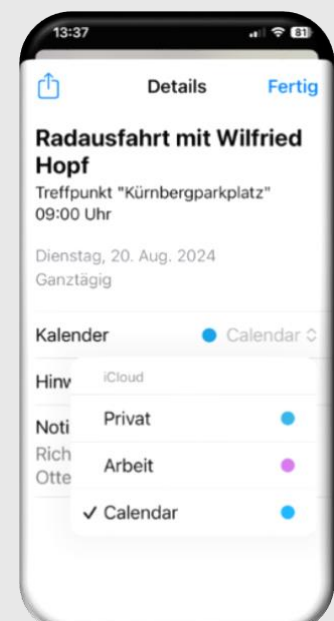 13:37 81
Details Fertig
Radausfahrt mit Wilfried
Hopf
Treffpunkt "Kürnbergparkplatz"
09:00 Uhr
Dienstag, 20. Aug. 2024
Ganztägig
Kalender Calendar
Hinw
iCloud
Privat
Noti
Rich
Arbeit
Otte
Calendar